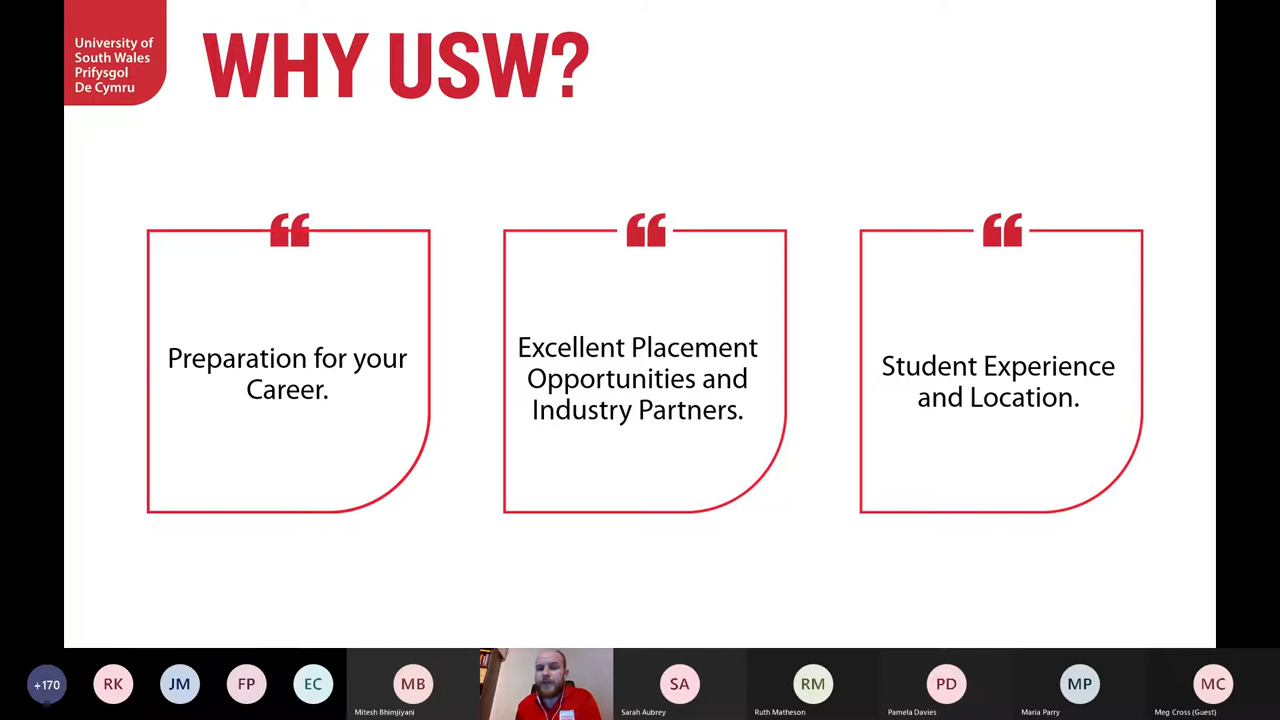 University of
South Wales
Prifysgol
De Cymru
WHY USW?
Preparation for your
Career.
Excellent Placement
Opportunities and
Industry Partners.
Student Experience
and Location.
+170
RK
JM
FP
EC
MB
SA
RM
PD
MP
MC
Mitesh Bhimjiyani
Sarah Aubrey
Ruth Matheson
Pamela Davies
Maria Parry
Meg Cross (Guest)